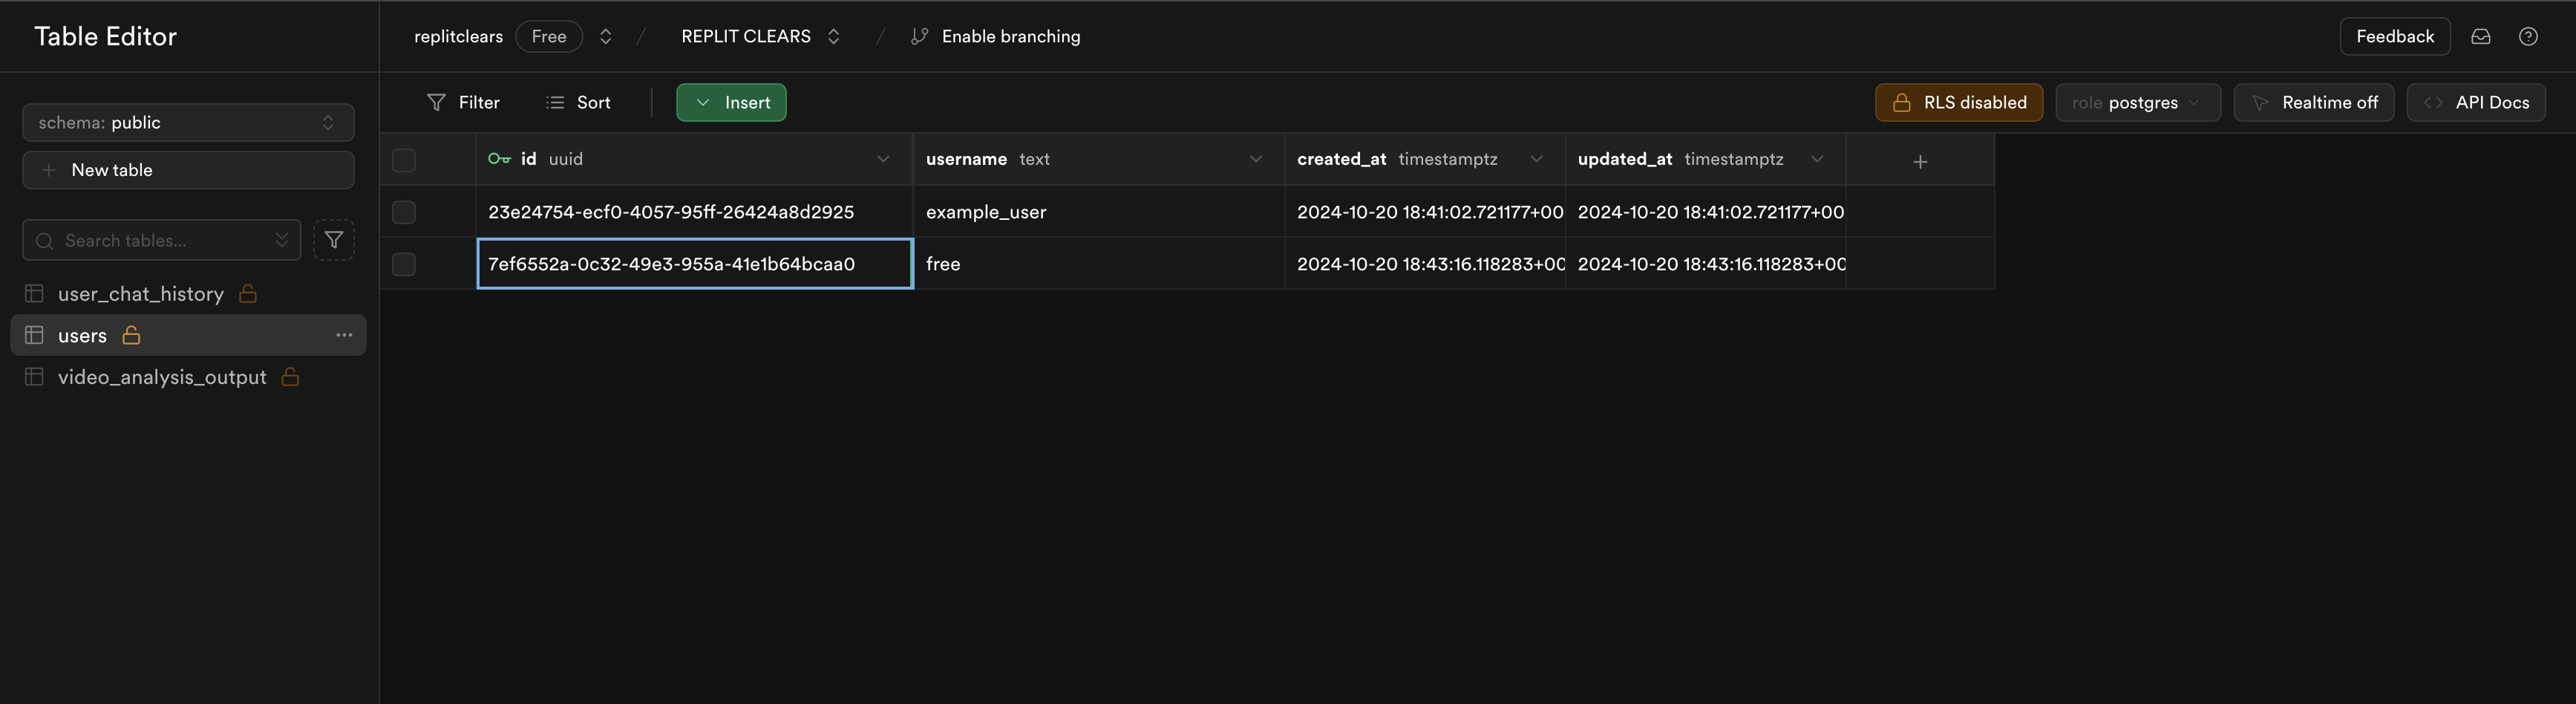 Table Editor
replitclears Free / REPLIT CLEARS / Enable branching
Feedback
Filter Sort Insert
RLS disabled role postgres Realtime off API Docs
schema: public
New table
Search tables...
user_chat_history
users
video_analysis_output
id uuid username text created_at timestamptz updated_at timestamptz
23e24754-ecf0-4057-95ff-26424a8d2925 example_user 2024-10-20 18:41:02.721177+00 2024-10-20 18:41:02.721177+00
7ef6552a-0c32-49e3-955a-41e1b64bcaa0 free 2024-10-20 18:43:16.118283+00 2024-10-20 18:43:16.118283+00